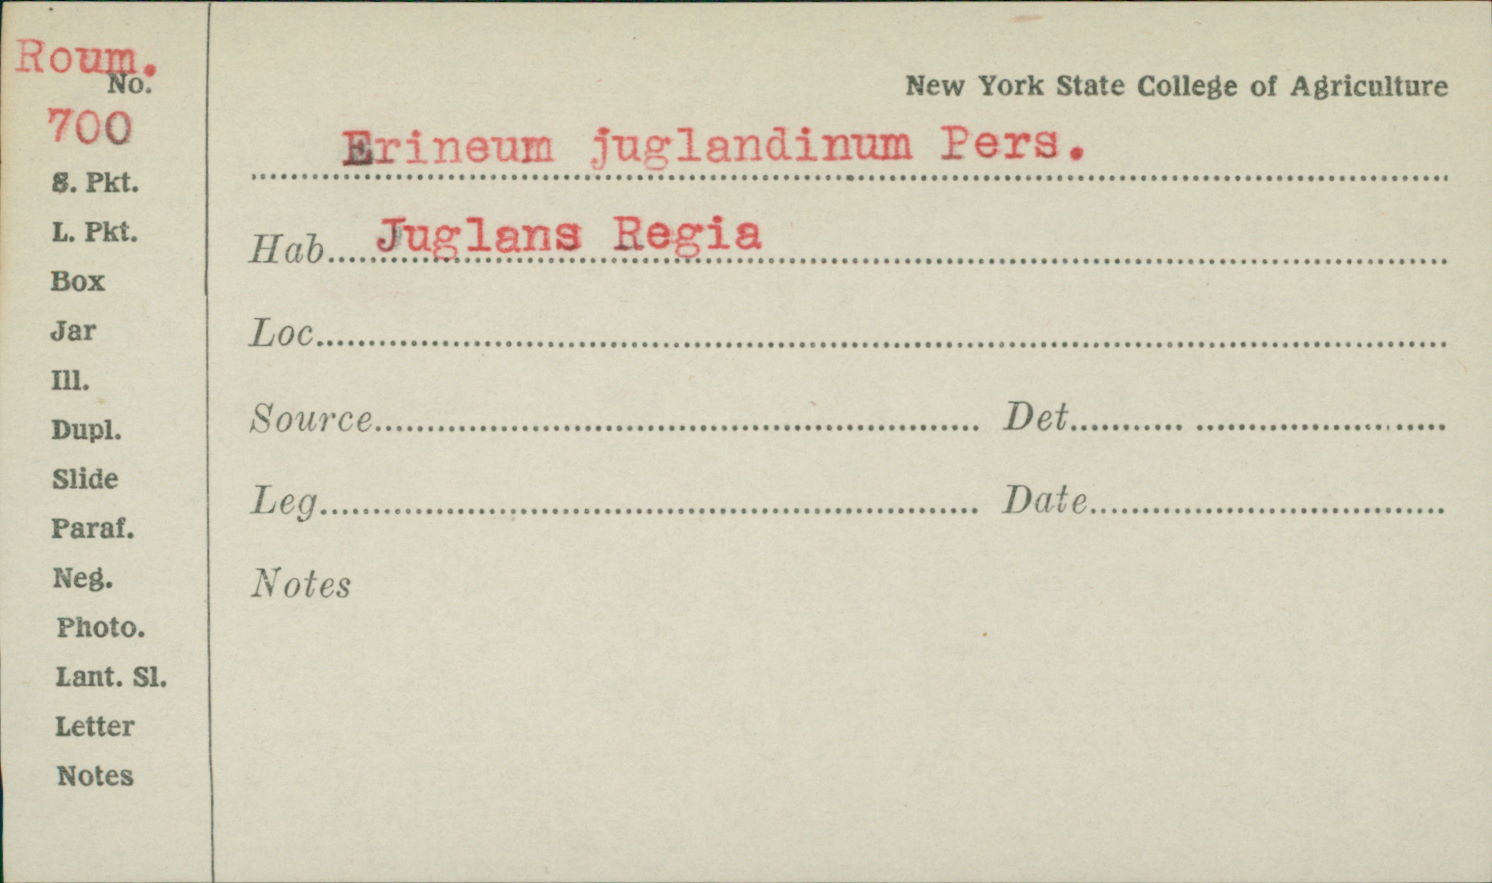 Roum.
No.
700
S. Pkt.
L. Pkt.
Box
Jar
Ill.
Dupl.
Slide
Paraf.
Neg.
Photo.
Lant. Sl.
Letter
Notes
New York State College of Agriculture
Erineum juglandinum Pers.
Hab. Juglans Regia
Loc.
Source
Det.
Leg.
Date
Notes